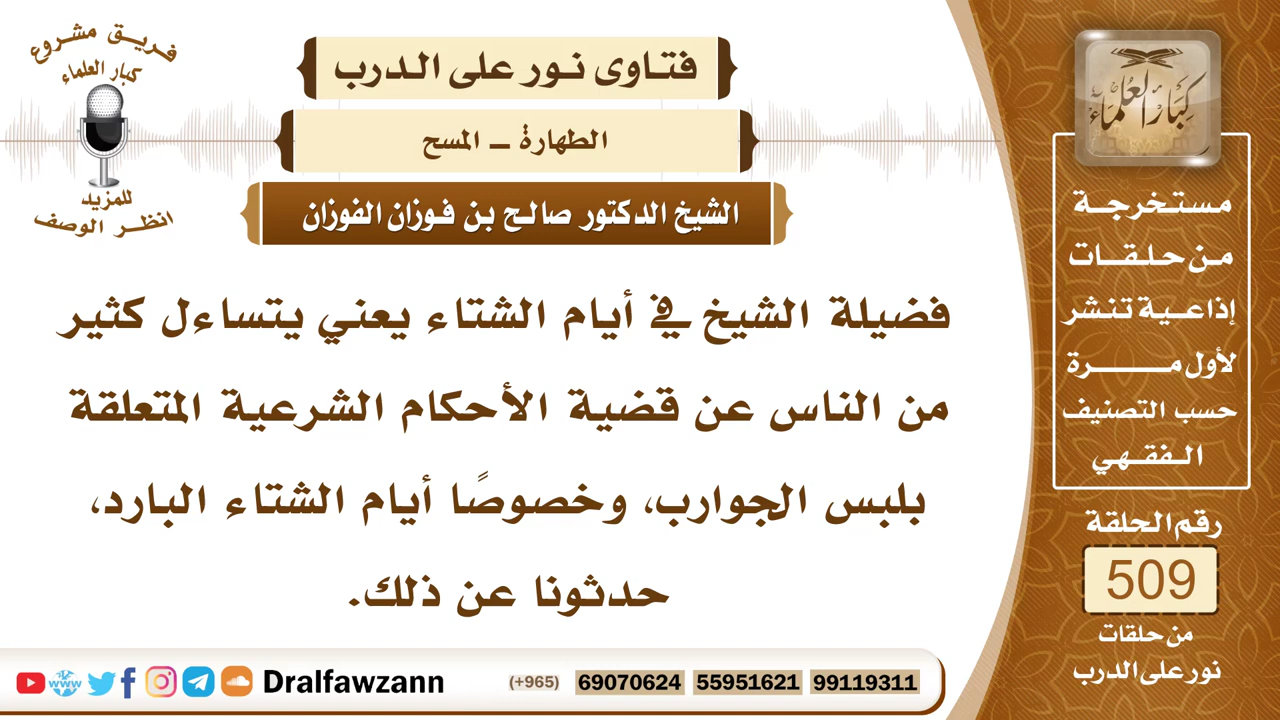 فريق مشروع
كبار العلماء
للمزيد
انظر الوصف
فتاوى نور على الدرب
الطهارة – المسح
الشيخ الدكتور صالح بن فوزان الفوزان
فضيلة الشيخ في أيام الشتاء يعني يتساءل كثير
من الناس عن قضية الأحكام الشرعية المتعلقة
بلبس الجوارب، وخصوصًا أيام الشتاء البارد،
حدثونا عن ذلك.
كبار العلماء
مستخرجة
من حلقات
إذاعية تنشر
لأول مرة
حسب التصنيف
الفقهي
رقم الحلقة
509
من حلقات
نور على الدرب
www
Dralfawzann (+965) 69070624 55951621 99119311